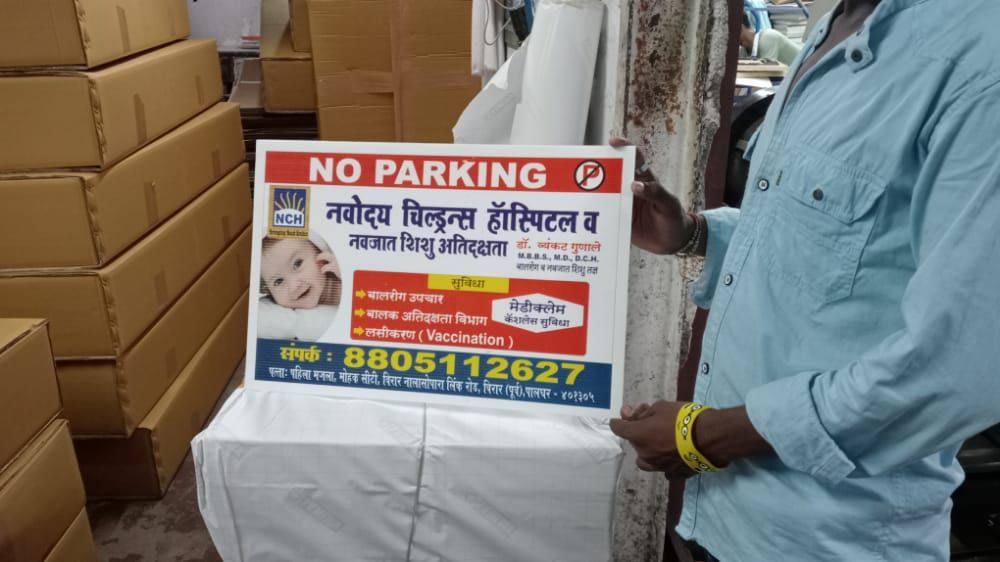 NO PARKING
NCH
नवोदय चिल्ड्रन्स हॉस्पिटल व
नवजात शिशु अतिदक्षता
डॉ. व्यंकट गुणाले
M.B.B.S., M.D., D.C.H.
बालरोग व नवजात शिशु तज्ञ
सुविधा
बालरोग उपचार
बालक अतिदक्षता विभाग
लसीकरण ( Vaccination )
मेडीक्लेम
कॅशलेस सुविधा
संपर्क : 8805112627
पत्ता: पहिला मजला, मोहक सीटी, विरार नालासोपारा लिंक रोड, विरार (पूर्व),पालघर - ४०१३०५